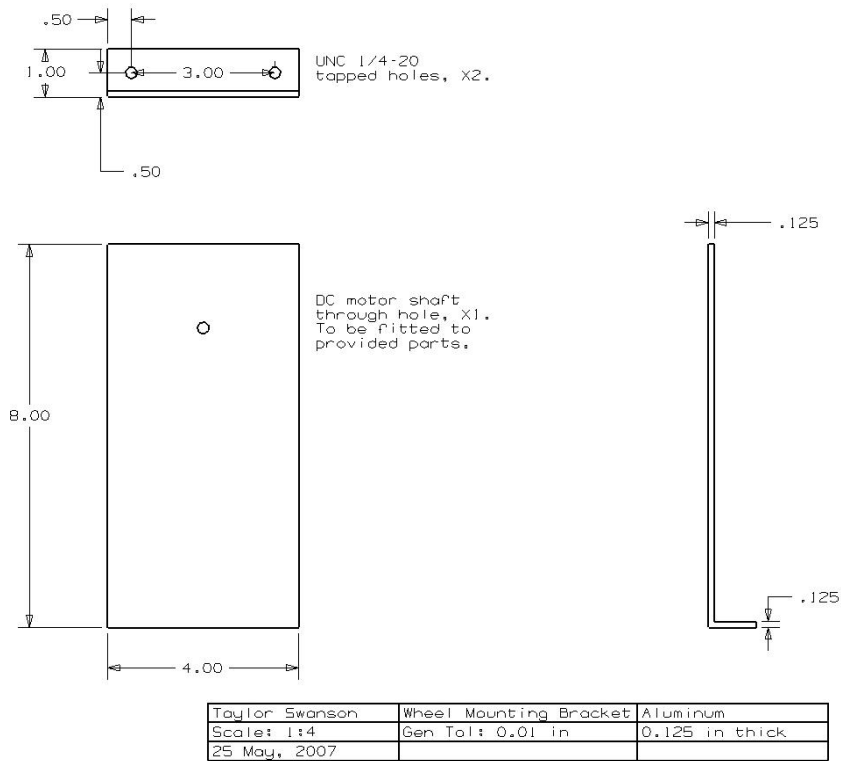 .50
1.00
3.00
UNC 1/4-20
tapped holes, X2.
.50
.125
DC motor shaft
through hole, X1.
To be fitted to
provided parts.
8.00
.125
4.00
Taylor Swanson Wheel Mounting Bracket Aluminum
Scale: 1:4 Gen Tol: 0.01 in 0.125 in thick
25 May, 2007